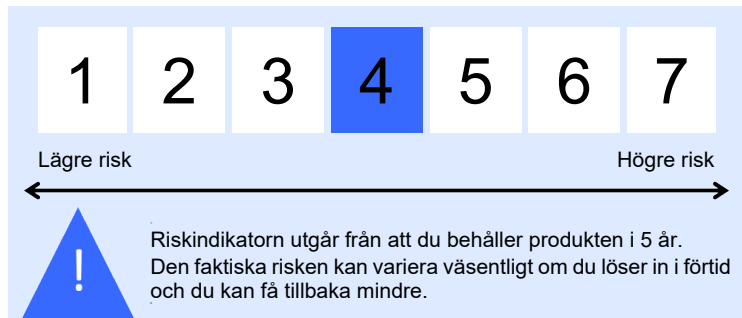 1 2 3 4 5 6 7
Lägre risk Högre risk
! Riskindikatorn utgår från att du behåller produkten i 5 år.
Den faktiska risken kan variera väsentligt om du löser in i förtid
och du kan få tillbaka mindre.